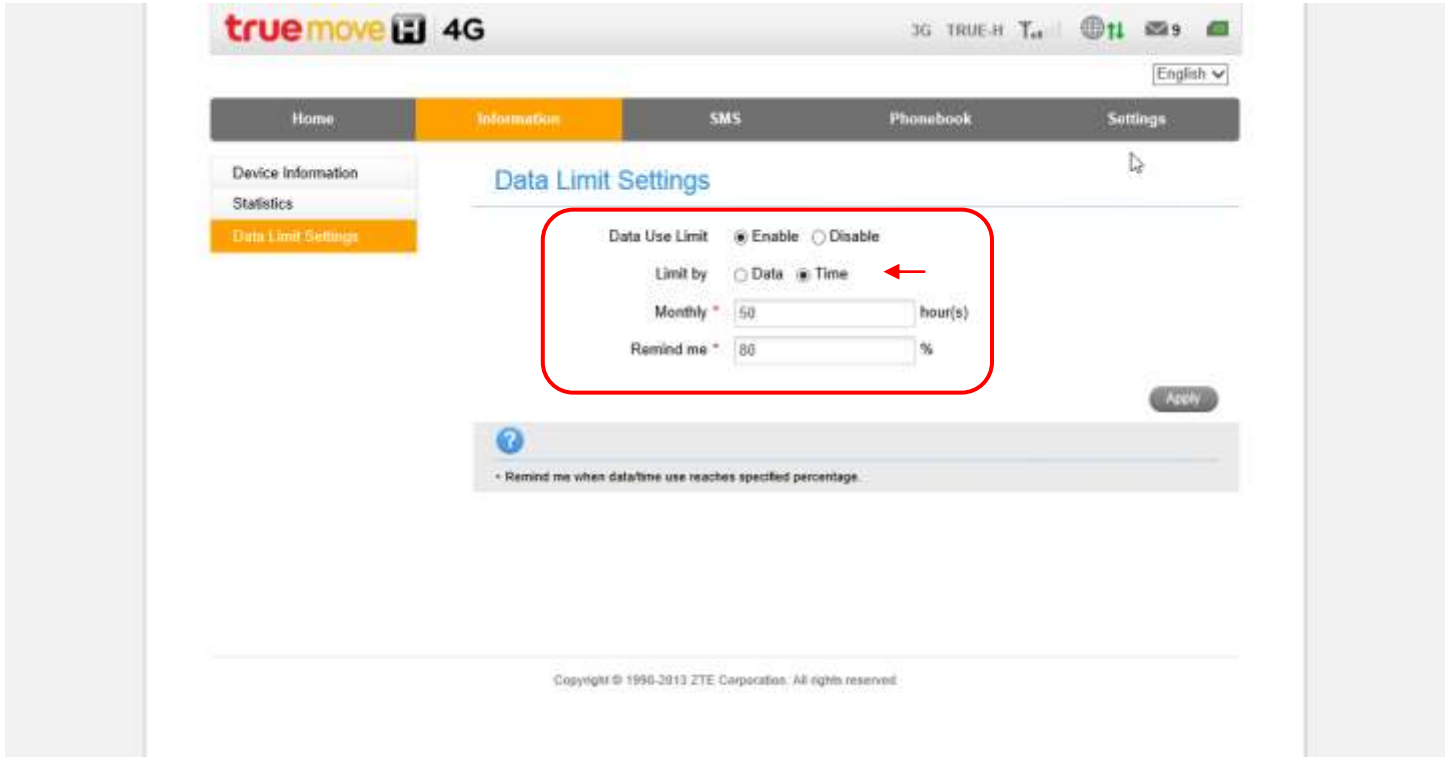 truemove H 4G
3G TRUE-H 9
English
Home Information SMS Phonebook Settings
Device Information
Statistics
Data Limit Settings
Data Limit Settings
Data Use Limit Enable Disable
Limit by Data Time
Monthly * 50 hour(s)
Remind me * 80 %
Apply
?
• Remind me when data/time use reaches specified percentage.
Copyright © 1998-2013 ZTE Corporation. All rights reserved